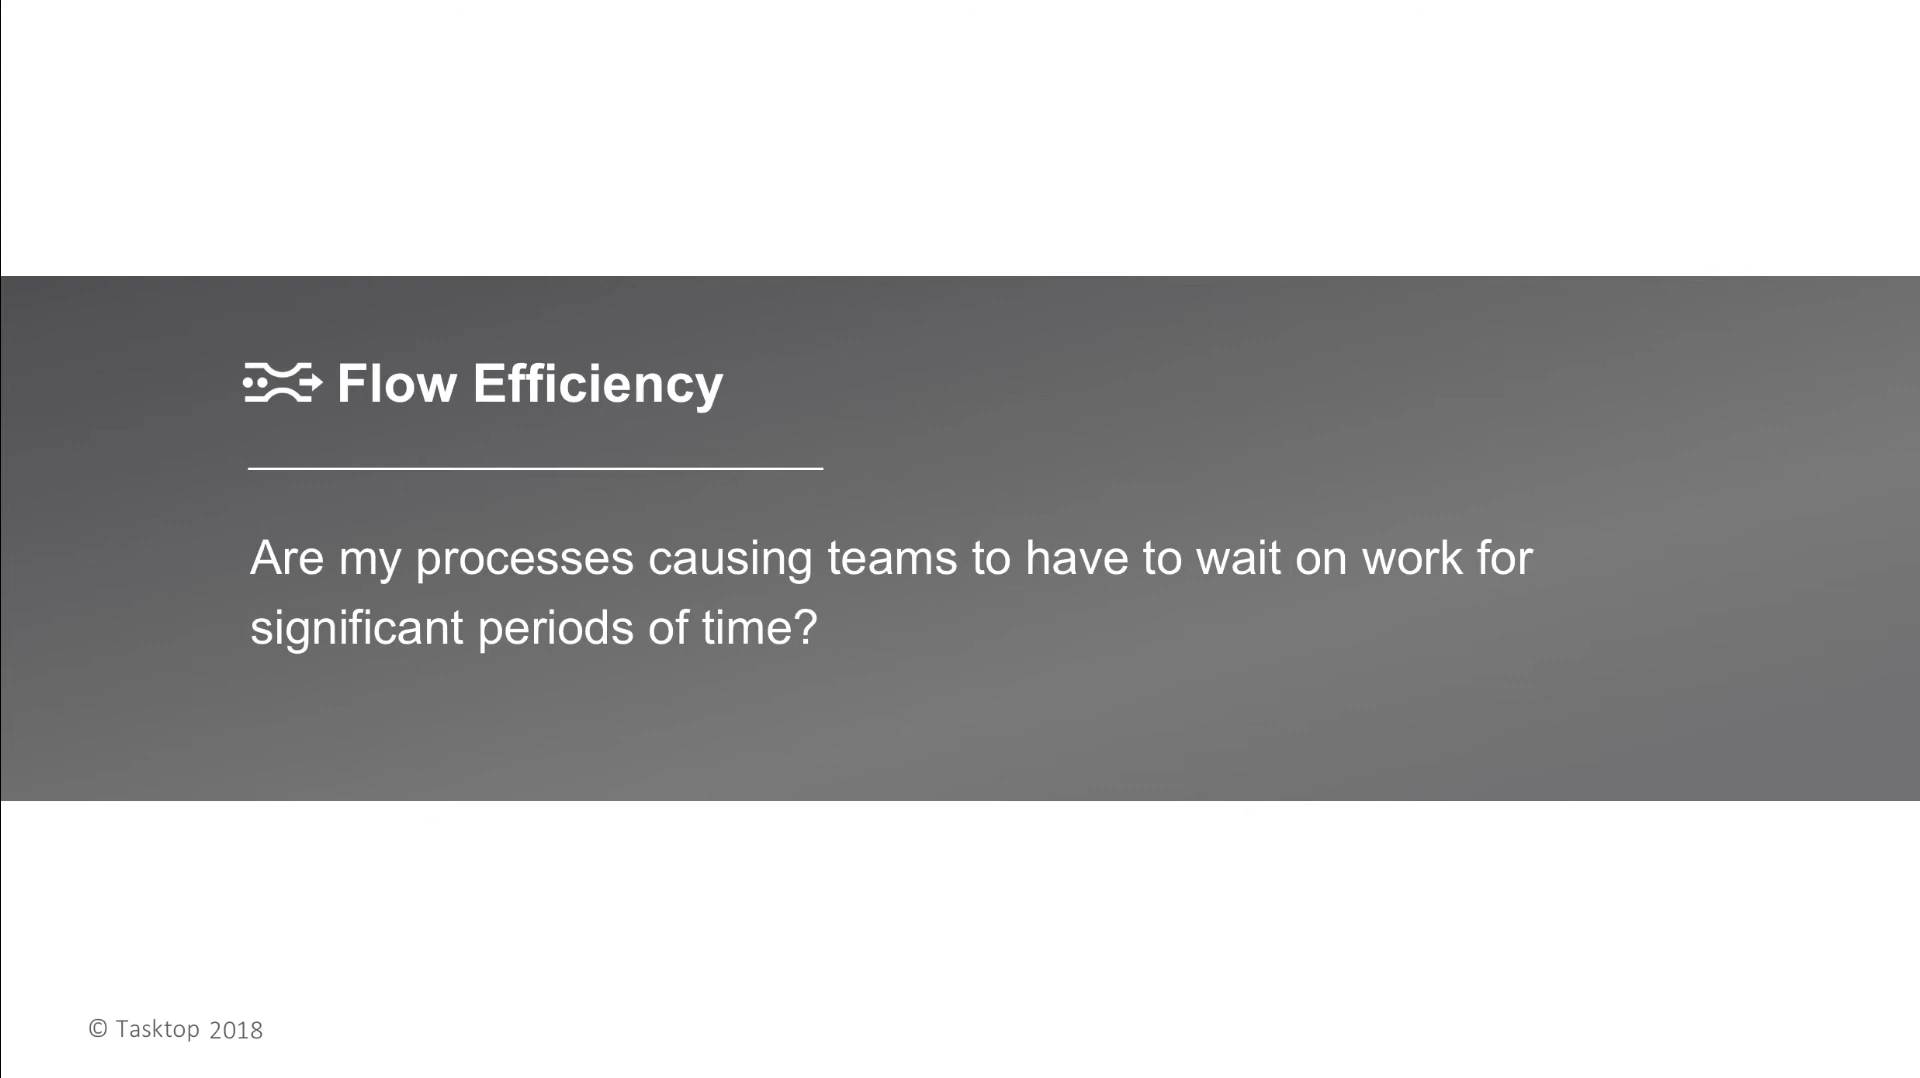 Flow Efficiency
Are my processes causing teams to have to wait on work for
significant periods of time?
© Tasktop 2018